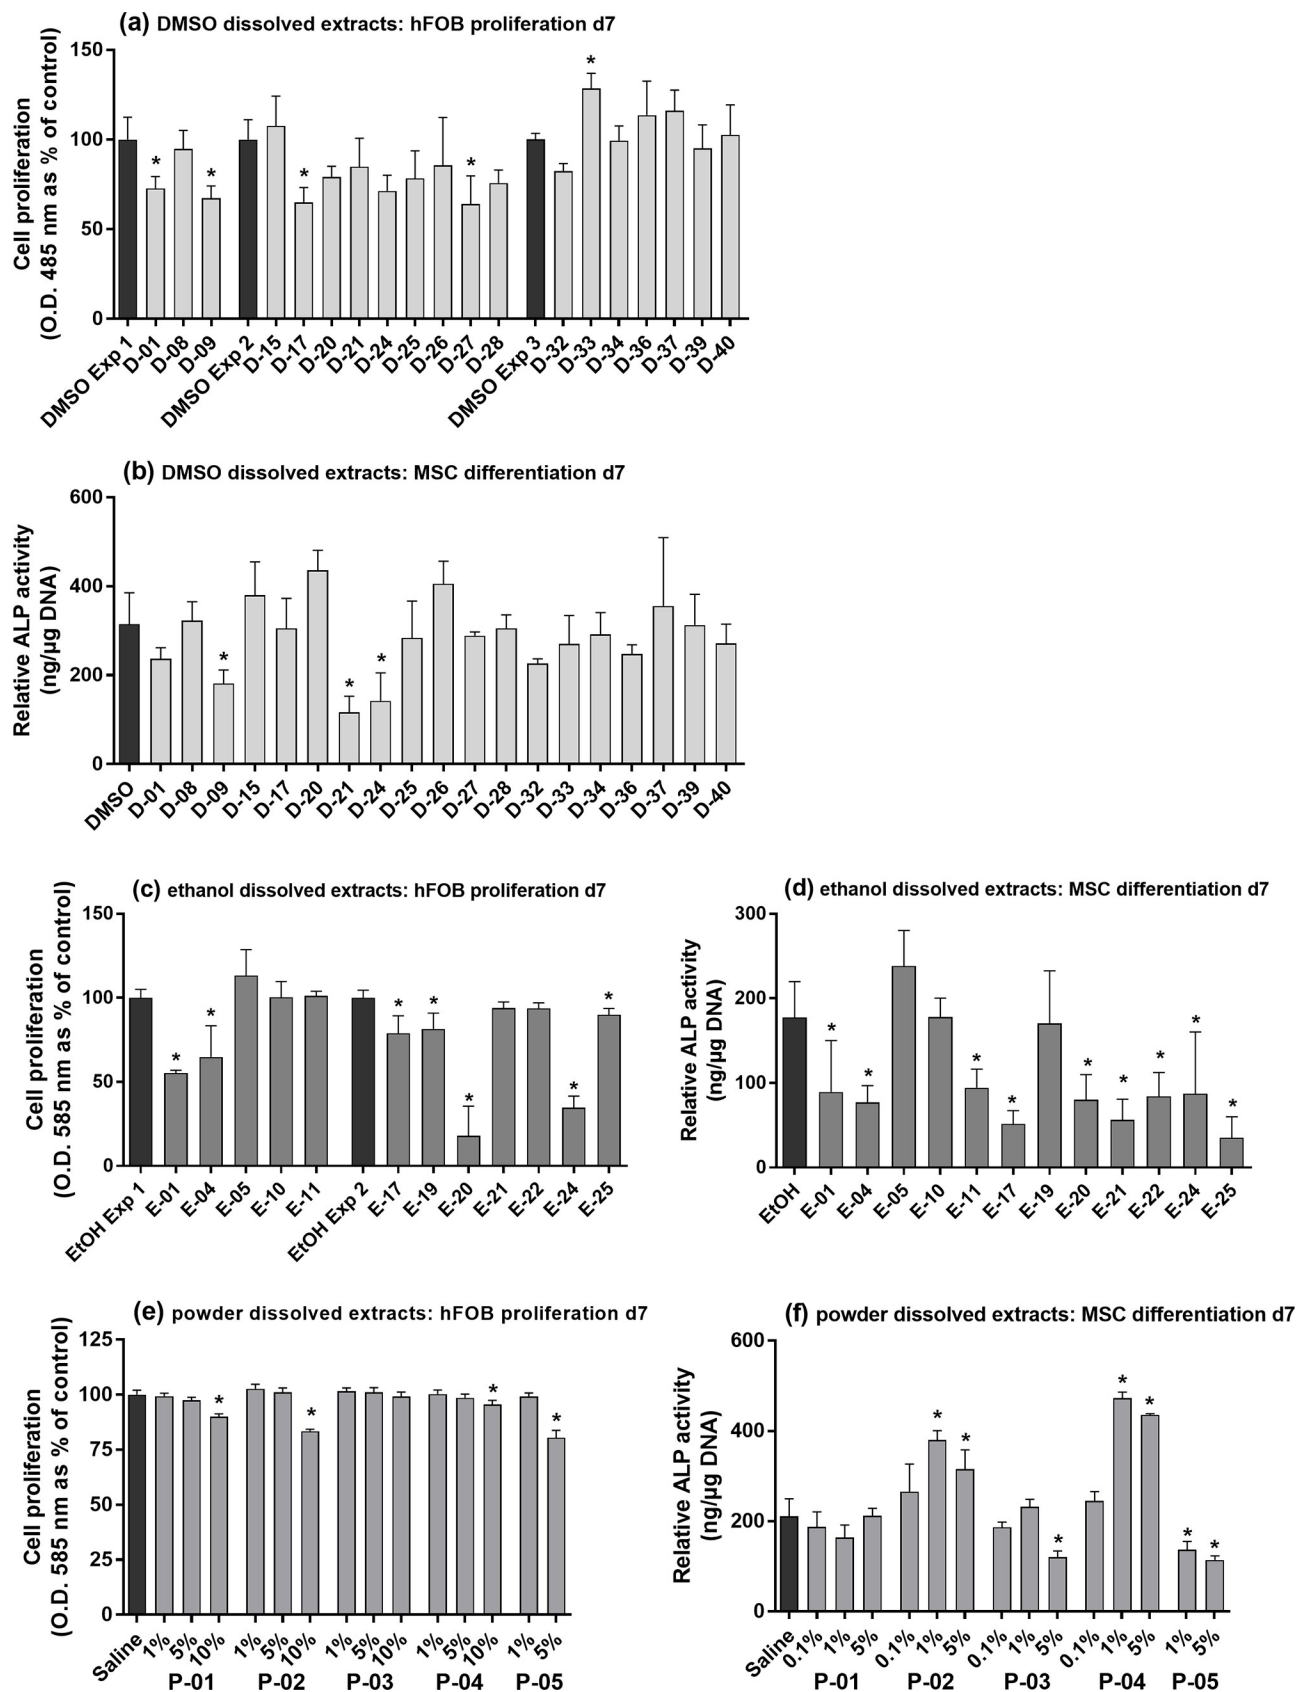 (a) DMSO dissolved extracts: hFOB proliferation d7
Cell proliferation
(O.D. 485 nm as % of control)
150
100
50
0
* * * * *
DMSO Exp 1 D-01 D-08 D-09 DMSO Exp 2 D-15 D-17 D-20 D-21 D-24 D-25 D-26 D-27 D-28 DMSO Exp 3 D-32 D-33 D-34 D-36 D-37 D-39 D-40
(b) DMSO dissolved extracts: MSC differentiation d7
Relative ALP activity
(ng/µg DNA)
600
400
200
0
* * *
DMSO D-01 D-08 D-09 D-15 D-17 D-20 D-21 D-24 D-25 D-26 D-27 D-28 D-32 D-33 D-34 D-36 D-37 D-39 D-40
(c) ethanol dissolved extracts: hFOB proliferation d7
Cell proliferation
(O.D. 585 nm as % of control)
150
100
50
0
* * * * * * *
EtOH Exp 1 E-01 E-04 E-05 E-10 E-11 EtOH Exp 2 E-17 E-19 E-20 E-21 E-22 E-24 E-25
(d) ethanol dissolved extracts: MSC differentiation d7
Relative ALP activity
(ng/µg DNA)
300
200
100
0
* * * * * * * * *
EtOH E-01 E-04 E-05 E-10 E-11 E-17 E-19 E-20 E-21 E-22 E-24 E-25
(e) powder dissolved extracts: hFOB proliferation d7
Cell proliferation
(O.D. 585 nm as % of control)
125
100
75
50
25
0
* * * *
Saline 1% 5% 10% 1% 5% 10% 1% 5% 10% 1% 5% 10% 1% 5%
P-01 P-02 P-03 P-04 P-05
(f) powder dissolved extracts: MSC differentiation d7
Relative ALP activity
(ng/µg DNA)
600
400
200
0
* * * * * * *
Saline 0.1% 1% 5% 0.1% 1% 5% 0.1% 1% 5% 0.1% 1% 5% 1% 5%
P-01 P-02 P-03 P-04 P-05